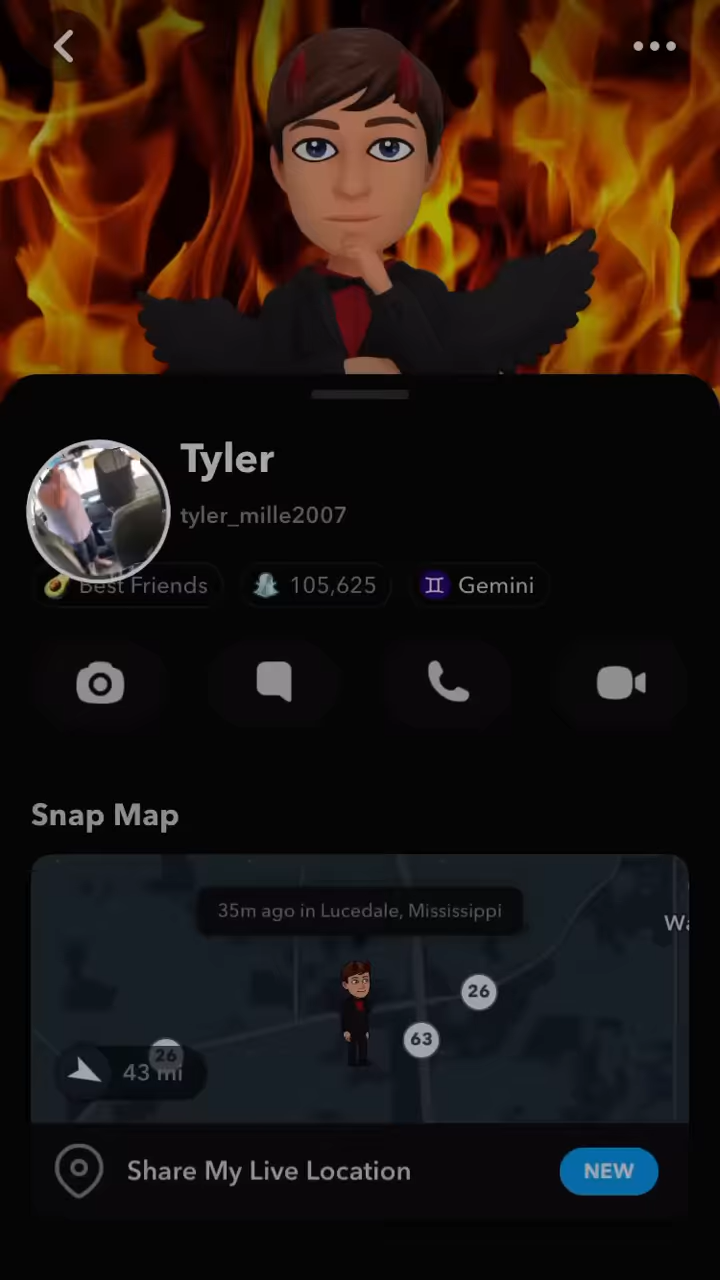 Tyler
tyler_mille2007
Best Friends
105,625
Gemini
Snap Map
35m ago in Lucedale, Mississippi
26
63
26
43 mi
Share My Live Location
NEW